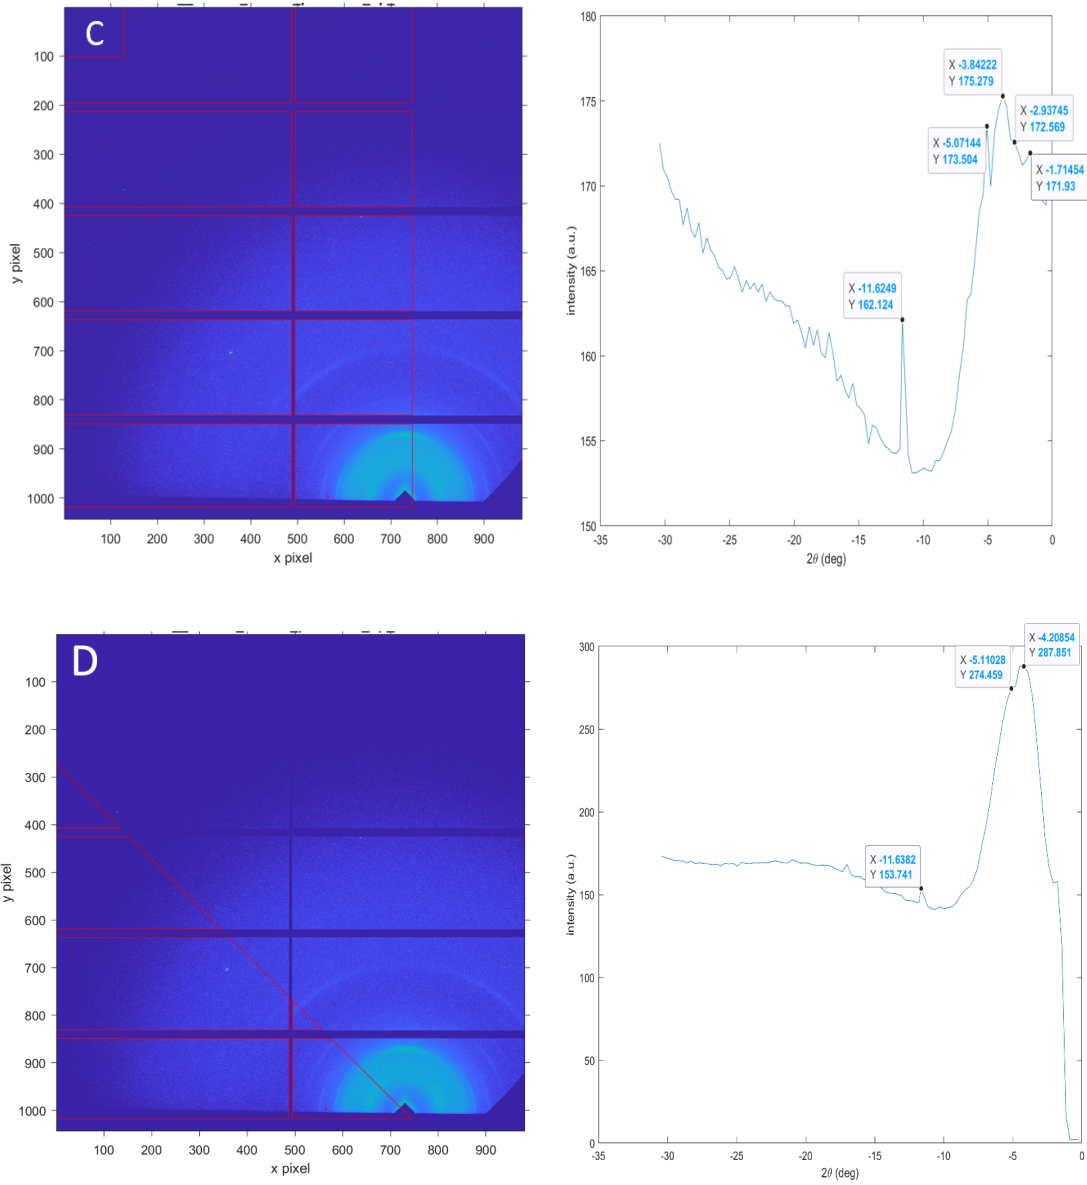 C
100
200
300
400
500
600
700
800
900
1000
y pixel
100 200 300 400 500 600 700 800 900
x pixel
180
175
170
165
160
155
150
intensity (a.u.)
X -3.84222
Y 175.279
X -2.93745
Y 172.569
X -5.07144
Y 173.504
X -1.71454
Y 171.93
X -11.6249
Y 162.124
-35 -30 -25 -20 -15 -10 -5 0
2θ (deg)
D
100
200
300
400
500
600
700
800
900
1000
y pixel
100 200 300 400 500 600 700 800 900
x pixel
300
250
200
150
100
50
0
intensity (a.u.)
X -4.20854
Y 287.851
X -5.11028
Y 274.459
X -11.6382
Y 153.741
-35 -30 -25 -20 -15 -10 -5 0
2θ (deg)